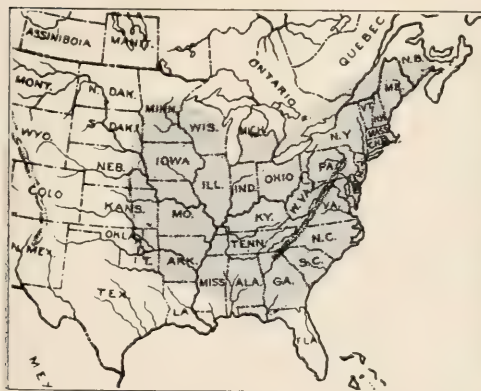 ASSINIBOIA
MANIT.
ONTARIO
QUEBEC
N.B.
MONT.
N. DAK.
MINN.
WIS.
MICH.
VT.
ME.
N.H.
MASS.
N.Y.
WYO.
S. DAK.
IOWA
NEB.
ILL.
IND.
OHIO
PA.
COLO.
KANS.
MO.
KY.
W. VA.
VA.
N. MEX.
OKLA.
I.T.
ARK.
TENN.
N.C.
S.C.
TEX.
LA.
MISS.
ALA.
GA.
FLA.